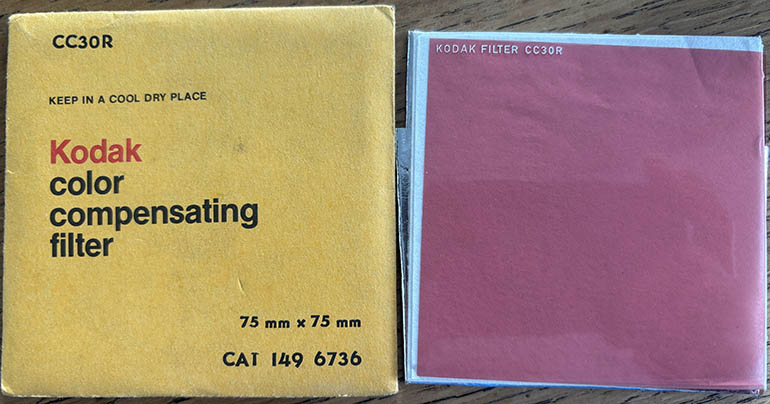 CC30R
KEEP IN A COOL DRY PLACE
Kodak
color
compensating
filter
75 mm x 75 mm
CAT 149 6736
KODAK FILTER CC30R